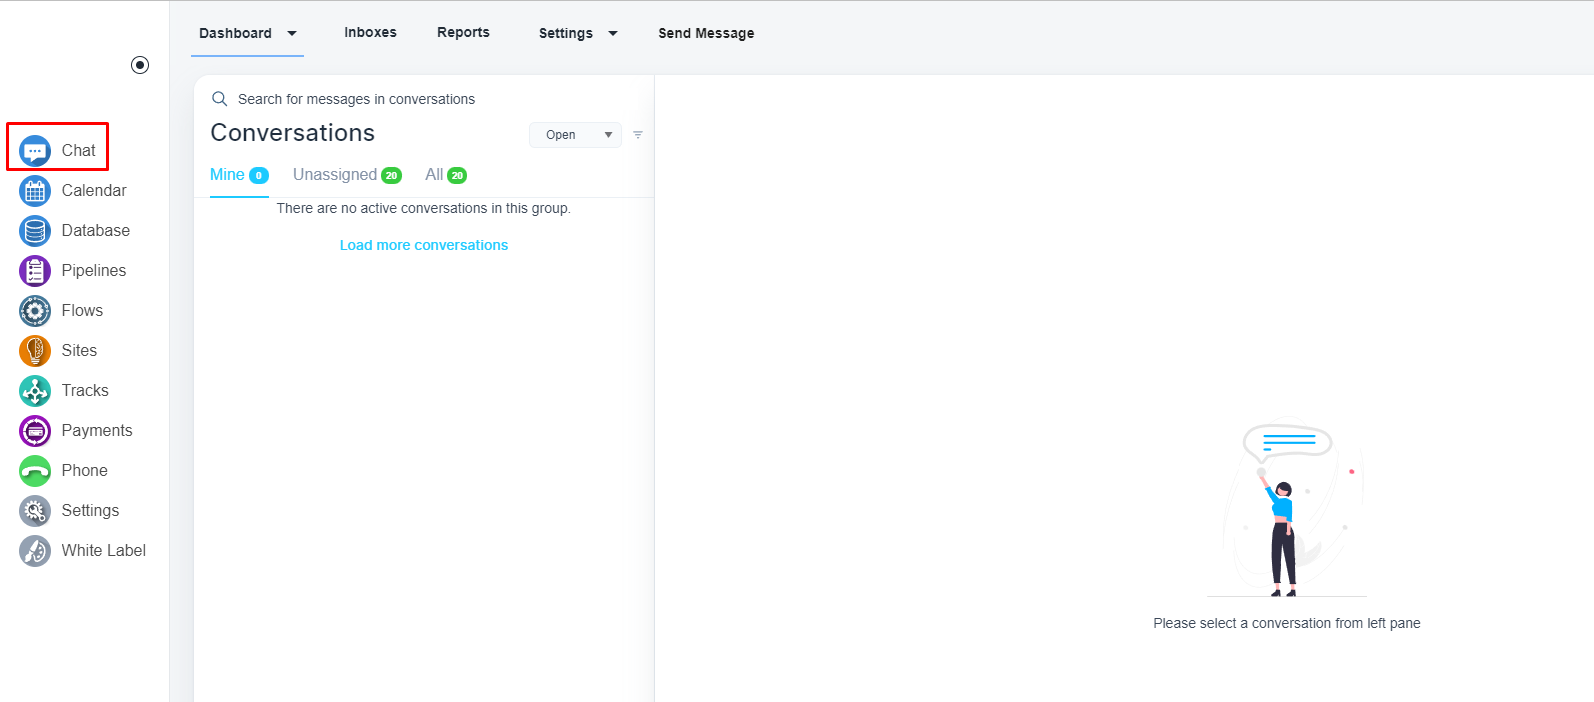 Dashboard
Inboxes
Reports
Settings
Send Message
Chat
Calendar
Database
Pipelines
Flows
Sites
Tracks
Payments
Phone
Settings
White Label
Search for messages in conversations
Conversations
Open
Mine 0
Unassigned 20
All 20
There are no active conversations in this group.
Load more conversations
Please select a conversation from left pane